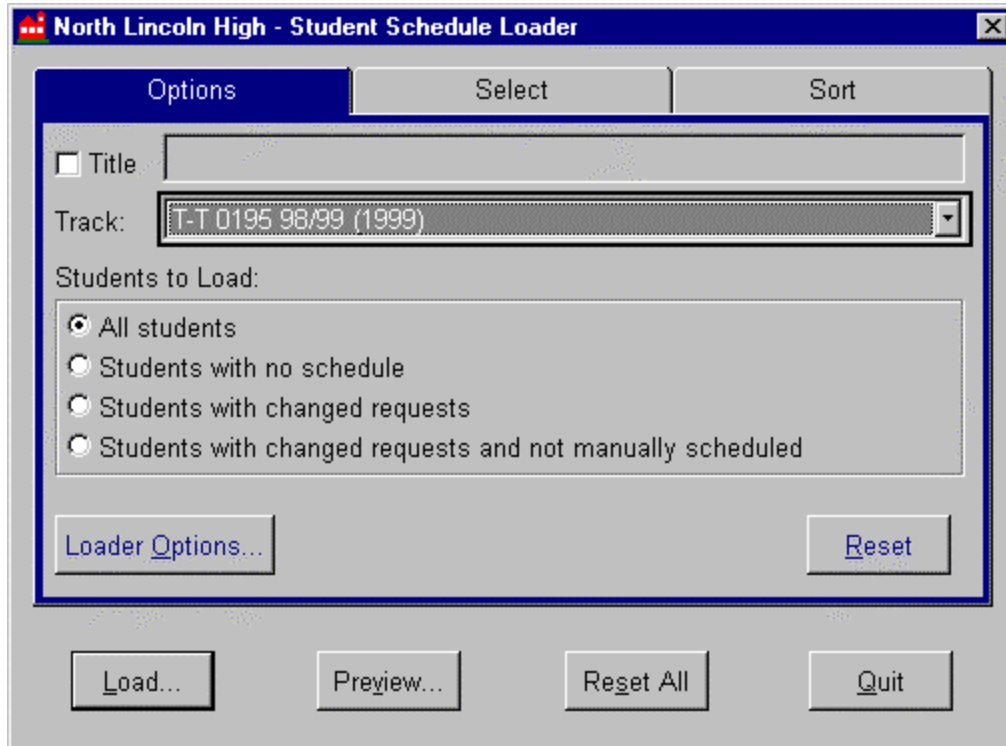 North Lincoln High - Student Schedule Loader
Options Select Sort
Title
Track: T-T 0195 98/99 (1999)
Students to Load:
All students
Students with no schedule
Students with changed requests
Students with changed requests and not manually scheduled
Loader Options... Reset
Load... Preview... Reset All Quit